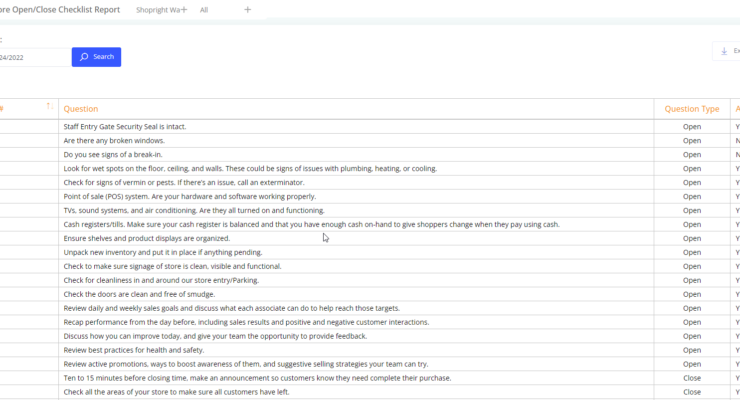 ore Open/Close Checklist Report Shopright Wa+ All +
24/2022 Search
# Question Question Type A
Staff Entry Gate Security Seal is intact. Open Y
Are there any broken windows. Open N
Do you see signs of a break-in. Open N
Look for wet spots on the floor, ceiling, and walls. These could be signs of issues with plumbing, heating, or cooling. Open Y
Check for signs of vermin or pests. If there's an issue, call an exterminator. Open Y
Point of sale (POS) system. Are your hardware and software working properly. Open Y
TVs, sound systems, and air conditioning. Are they all turned on and functioning. Open Y
Cash registers/tills. Make sure your cash register is balanced and that you have enough cash on-hand to give shoppers change when they pay using cash. Open Y
Ensure shelves and product displays are organized. Open Y
Unpack new inventory and put it in place if anything pending. Open Y
Check to make sure signage of store is clean, visible and functional. Open Y
Check for cleanliness in and around our store entry/Parking. Open Y
Check the doors are clean and free of smudge. Open Y
Review daily and weekly sales goals and discuss what each associate can do to help reach those targets. Open Y
Recap performance from the day before, including sales results and positive and negative customer interactions. Open Y
Discuss how you can improve today, and give your team the opportunity to provide feedback. Open Y
Review best practices for health and safety. Open Y
Review active promotions, ways to boost awareness of them, and suggestive selling strategies your team can try. Open Y
Ten to 15 minutes before closing time, make an announcement so customers know they need complete their purchase. Close Y
Check all the areas of your store to make sure all customers have left. Close Y